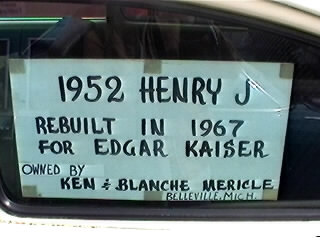 1952 HENRY J
REBUILT IN 1967
FOR EDGAR KAISER
OWNED BY
KEN & BLANCHE MERICLE
BELLEVILLE, MICH.